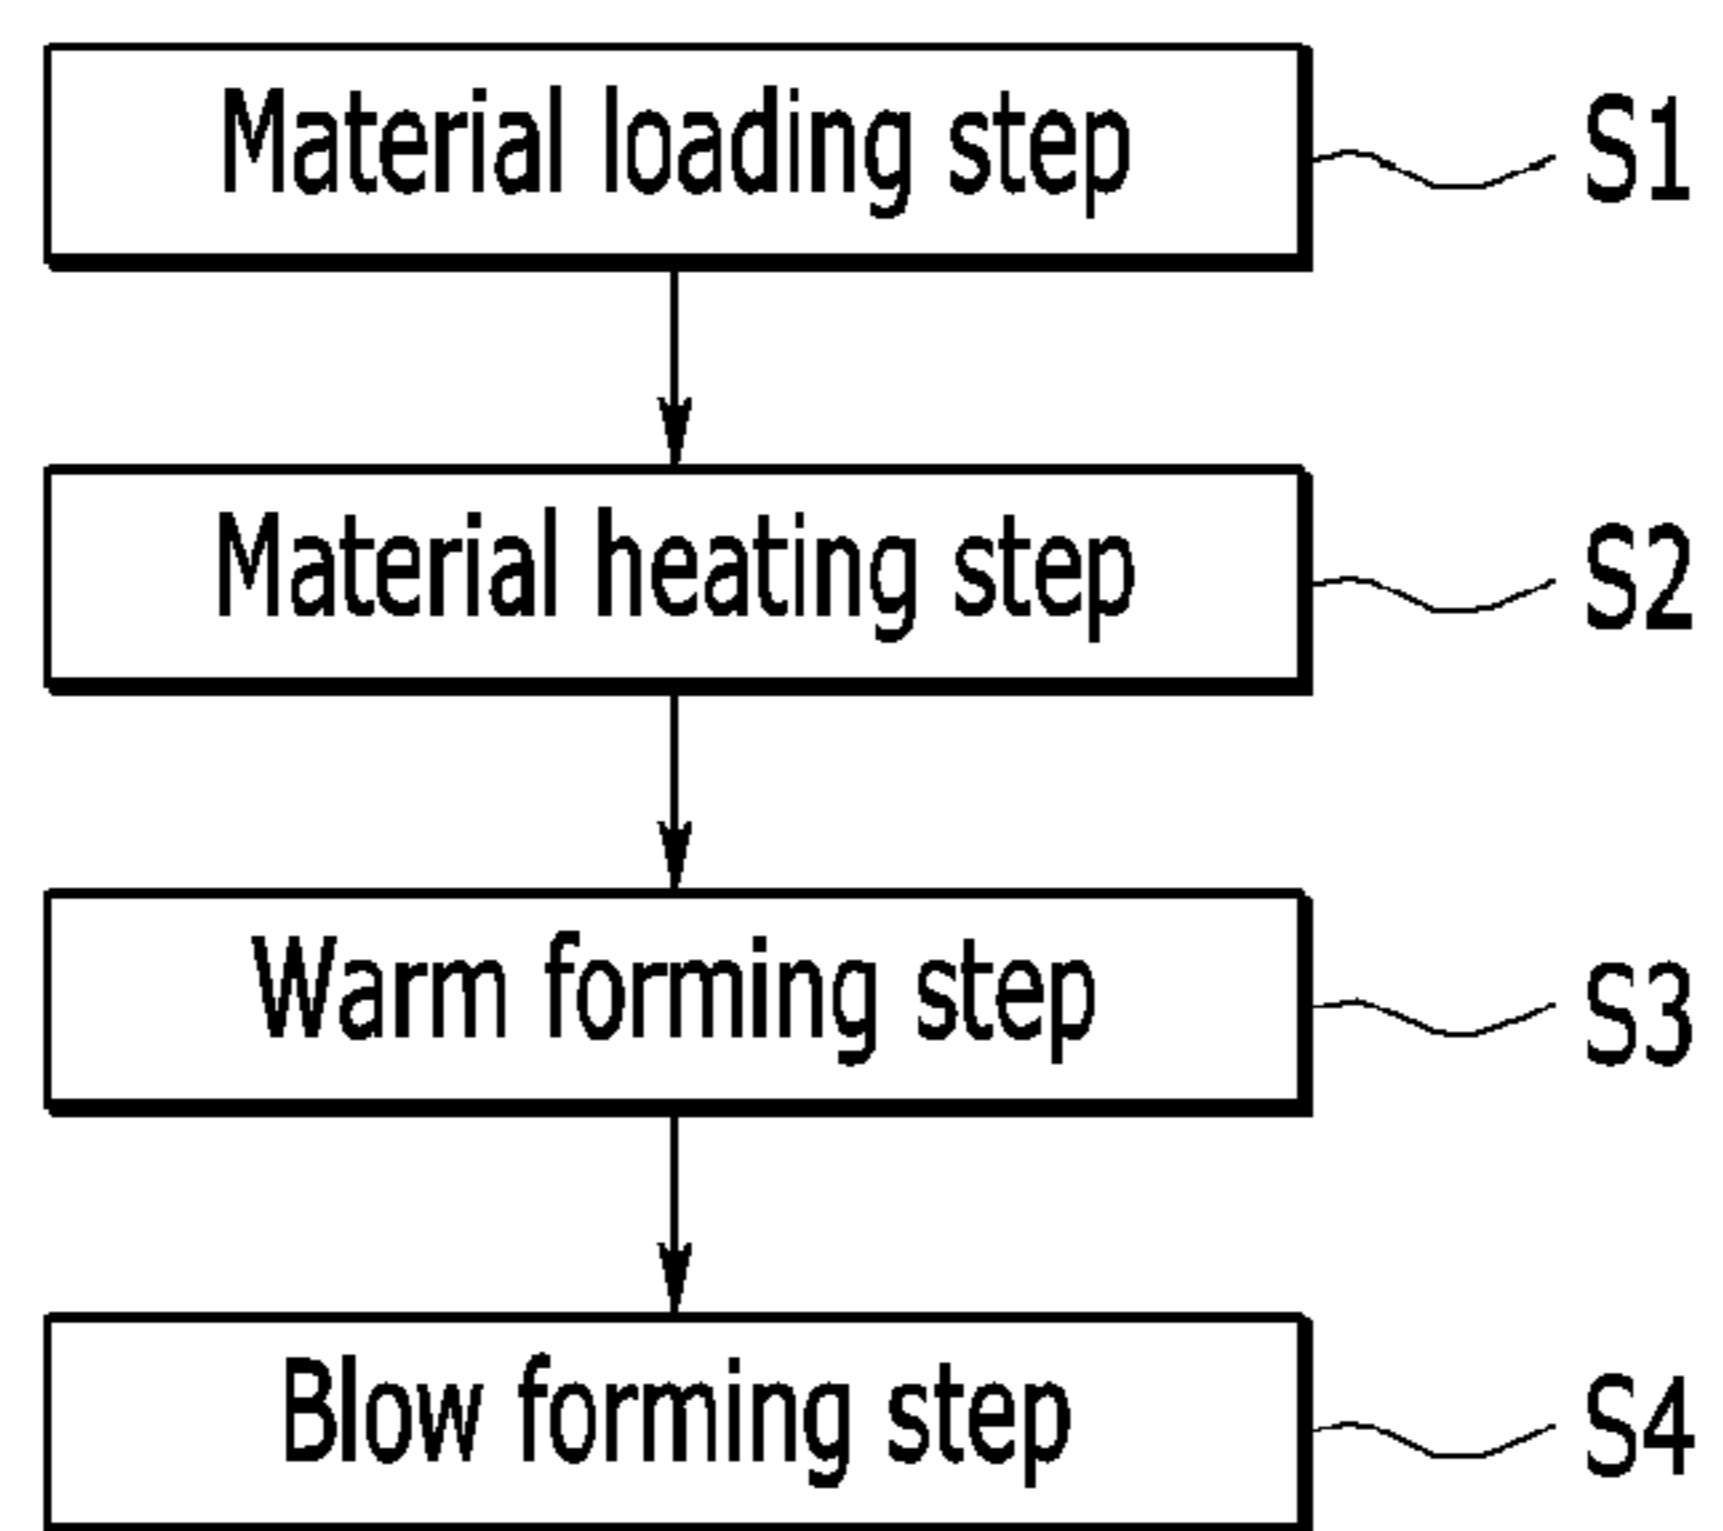 Material loading step S1
Material heating step S2
Warm forming step S3
Blow forming step S4